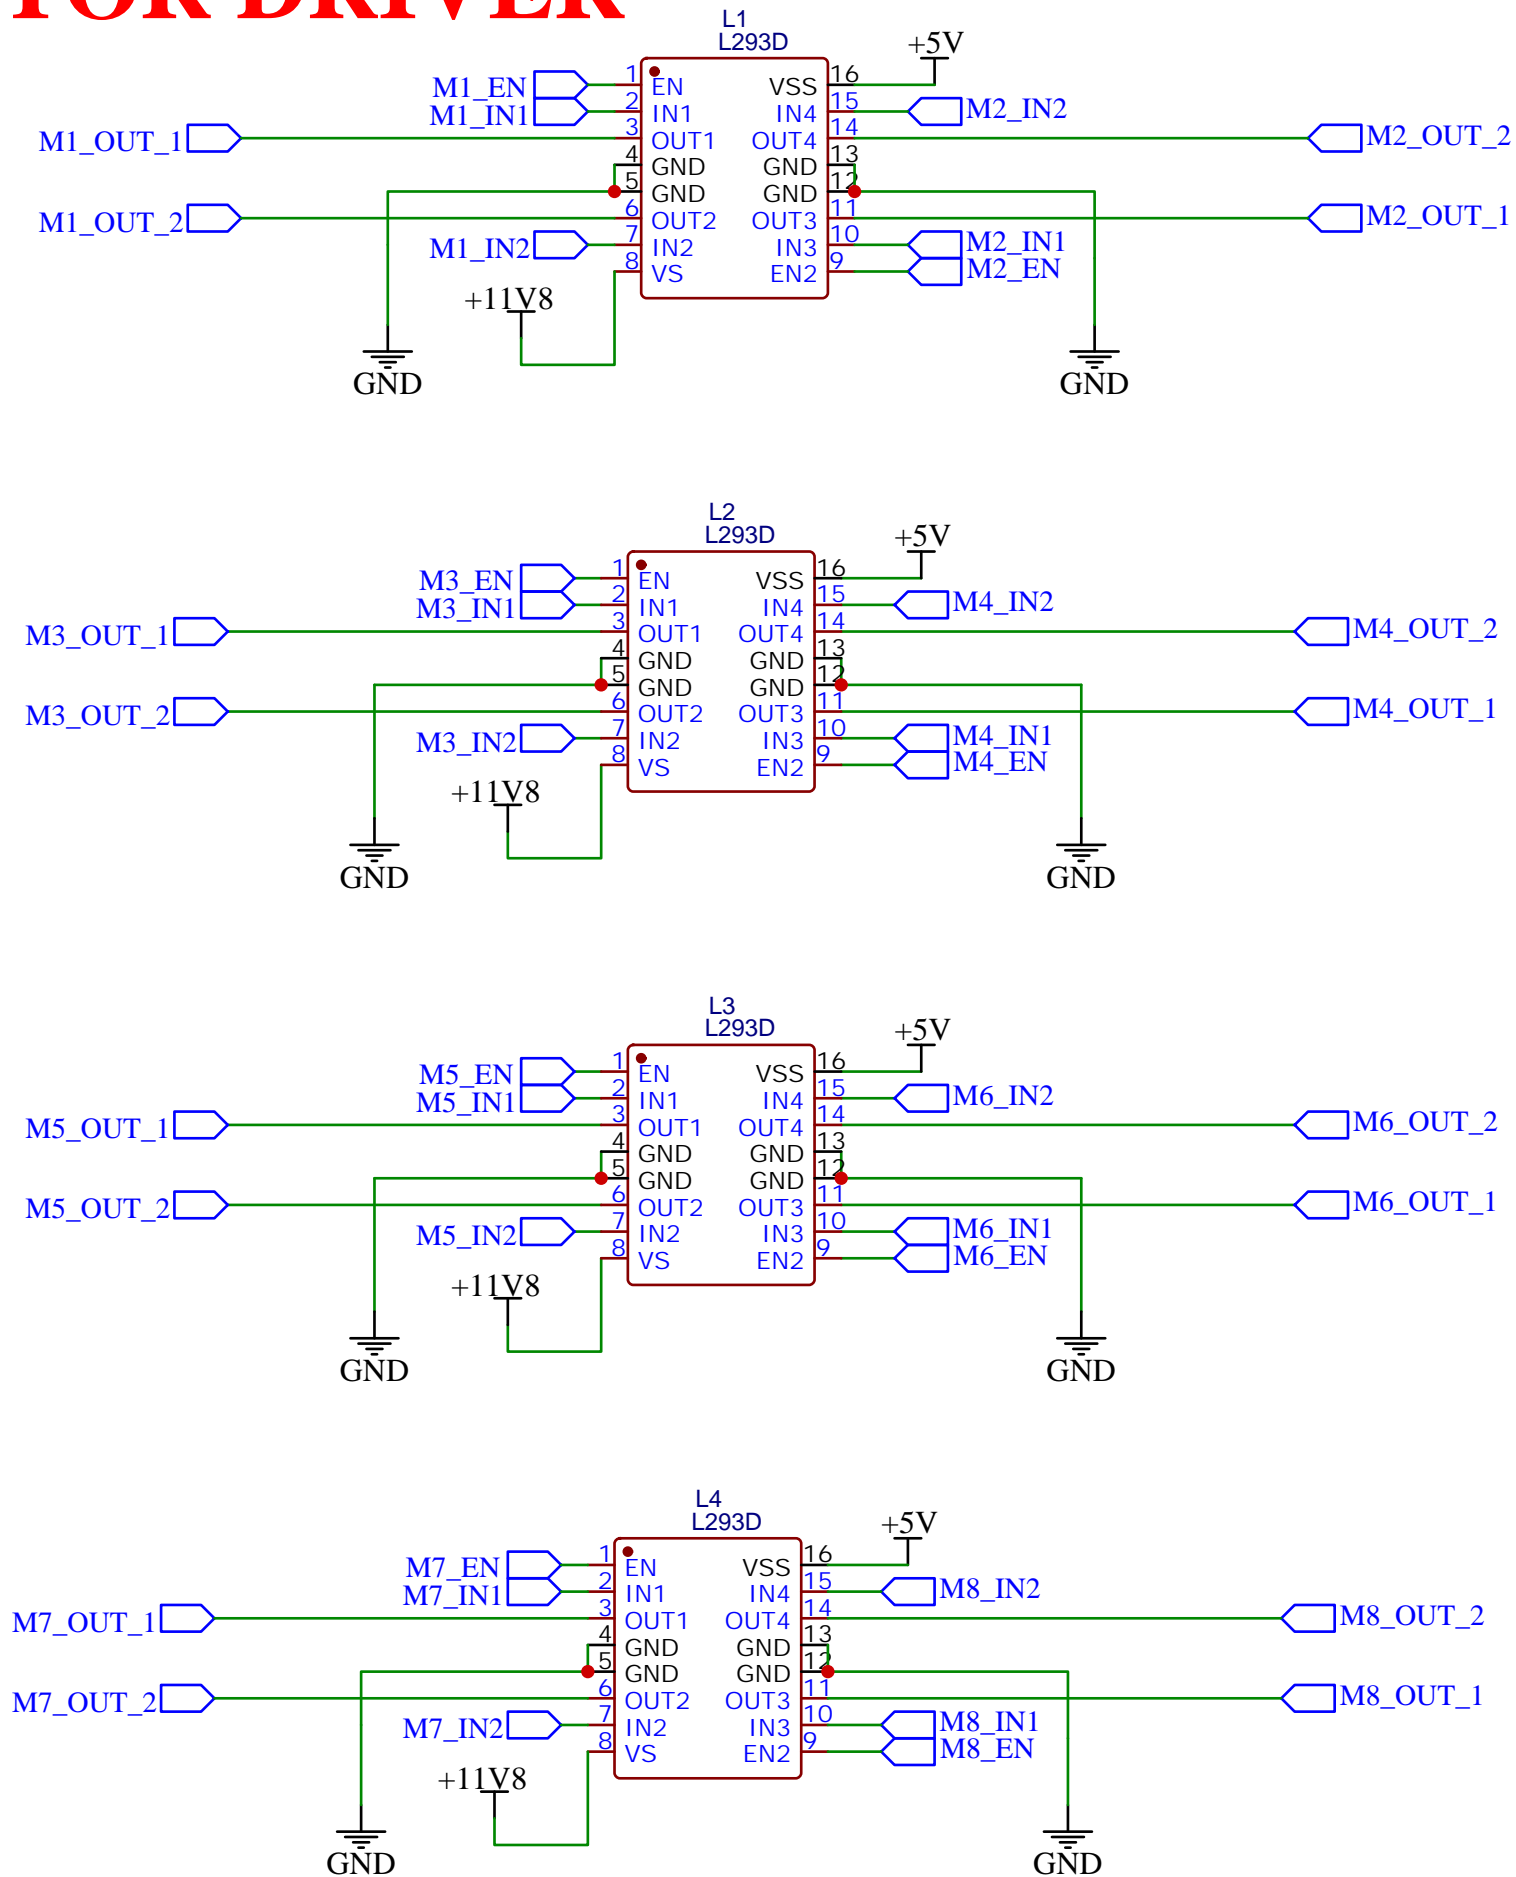 FOR DRIVER
L1
L293D
+5V
M1_EN 1 EN VSS 16
M1_IN1 2 IN1 IN4 15 M2_IN2
M1_OUT_1 3 OUT1 OUT4 14 M2_OUT_2
4 GND GND 13
5 GND GND 12
M1_OUT_2 6 OUT2 OUT3 11 M2_OUT_1
M1_IN2 7 IN2 IN3 10 M2_IN1
8 VS EN2 9 M2_EN
+11V8
GND GND
L2
L293D
+5V
M3_EN 1 EN VSS 16
M3_IN1 2 IN1 IN4 15 M4_IN2
M3_OUT_1 3 OUT1 OUT4 14 M4_OUT_2
4 GND GND 13
5 GND GND 12
M3_OUT_2 6 OUT2 OUT3 11 M4_OUT_1
M3_IN2 7 IN2 IN3 10 M4_IN1
8 VS EN2 9 M4_EN
+11V8
GND GND
L3
L293D
+5V
M5_EN 1 EN VSS 16
M5_IN1 2 IN1 IN4 15 M6_IN2
M5_OUT_1 3 OUT1 OUT4 14 M6_OUT_2
4 GND GND 13
5 GND GND 12
M5_OUT_2 6 OUT2 OUT3 11 M6_OUT_1
M5_IN2 7 IN2 IN3 10 M6_IN1
8 VS EN2 9 M6_EN
+11V8
GND GND
L4
L293D
+5V
M7_EN 1 EN VSS 16
M7_IN1 2 IN1 IN4 15 M8_IN2
M7_OUT_1 3 OUT1 OUT4 14 M8_OUT_2
4 GND GND 13
5 GND GND 12
M7_OUT_2 6 OUT2 OUT3 11 M8_OUT_1
M7_IN2 7 IN2 IN3 10 M8_IN1
8 VS EN2 9 M8_EN
+11V8
GND GND